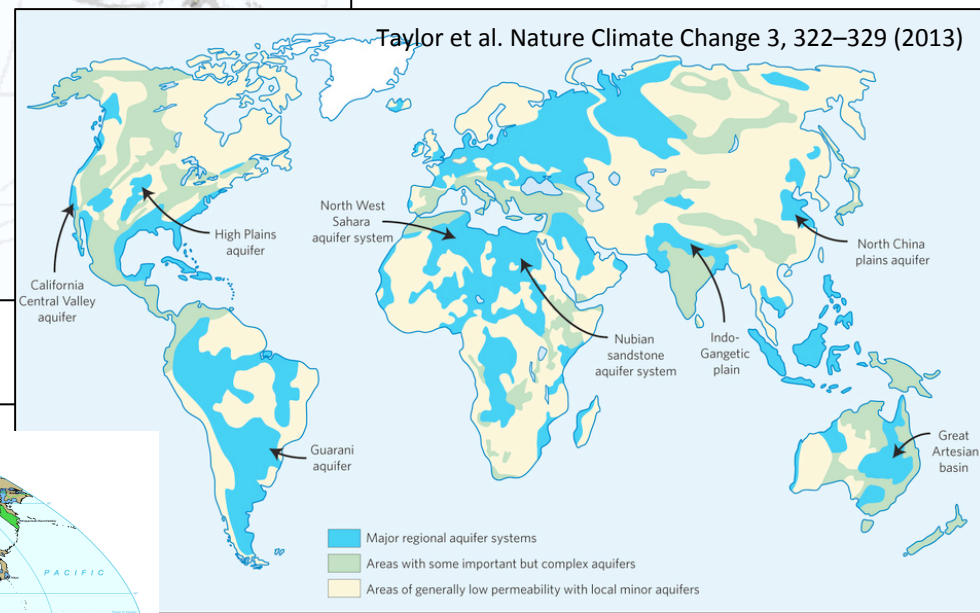 Taylor et al. Nature Climate Change 3, 322–329 (2013)
North West
Sahara
aquifer system
High Plains
aquifer
North China
plains aquifer
California
Central Valley
aquifer
Nubian
sandstone
aquifer system
Indo-
Gangetic
plain
Guarani
aquifer
Great
Artesian
basin
Major regional aquifer systems
Areas with some important but complex aquifers
Areas of generally low permeability with local minor aquifers
PACIFIC